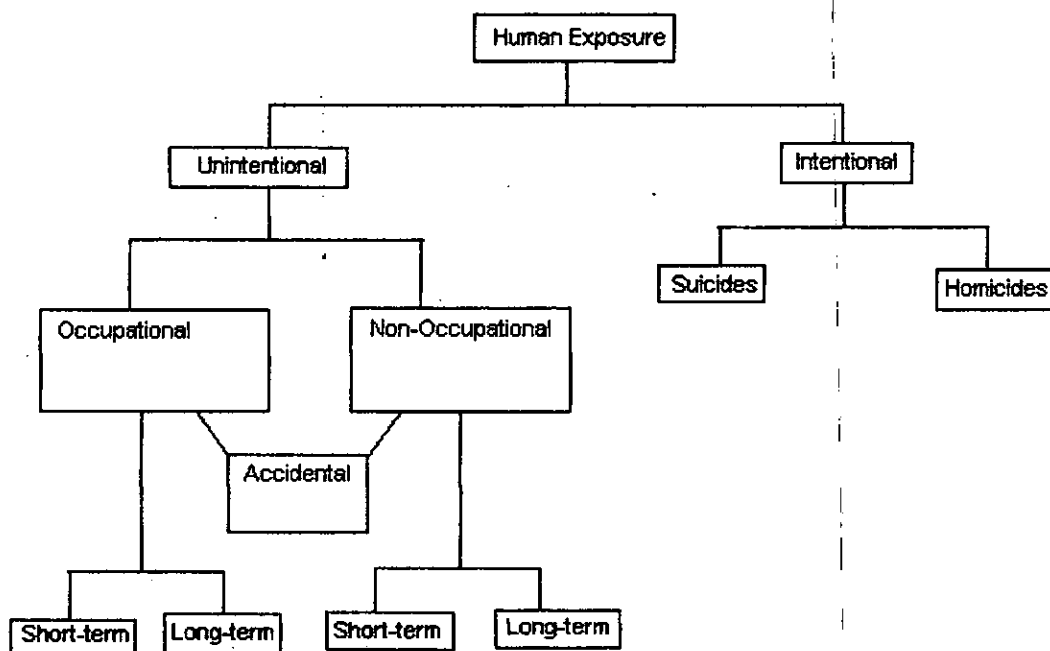 Human Exposure
Unintentional
Intentional
Suicides
Homicides
Occupational
Non-Occupational
Accidental
Short-term
Long-term
Short-term
Long-term